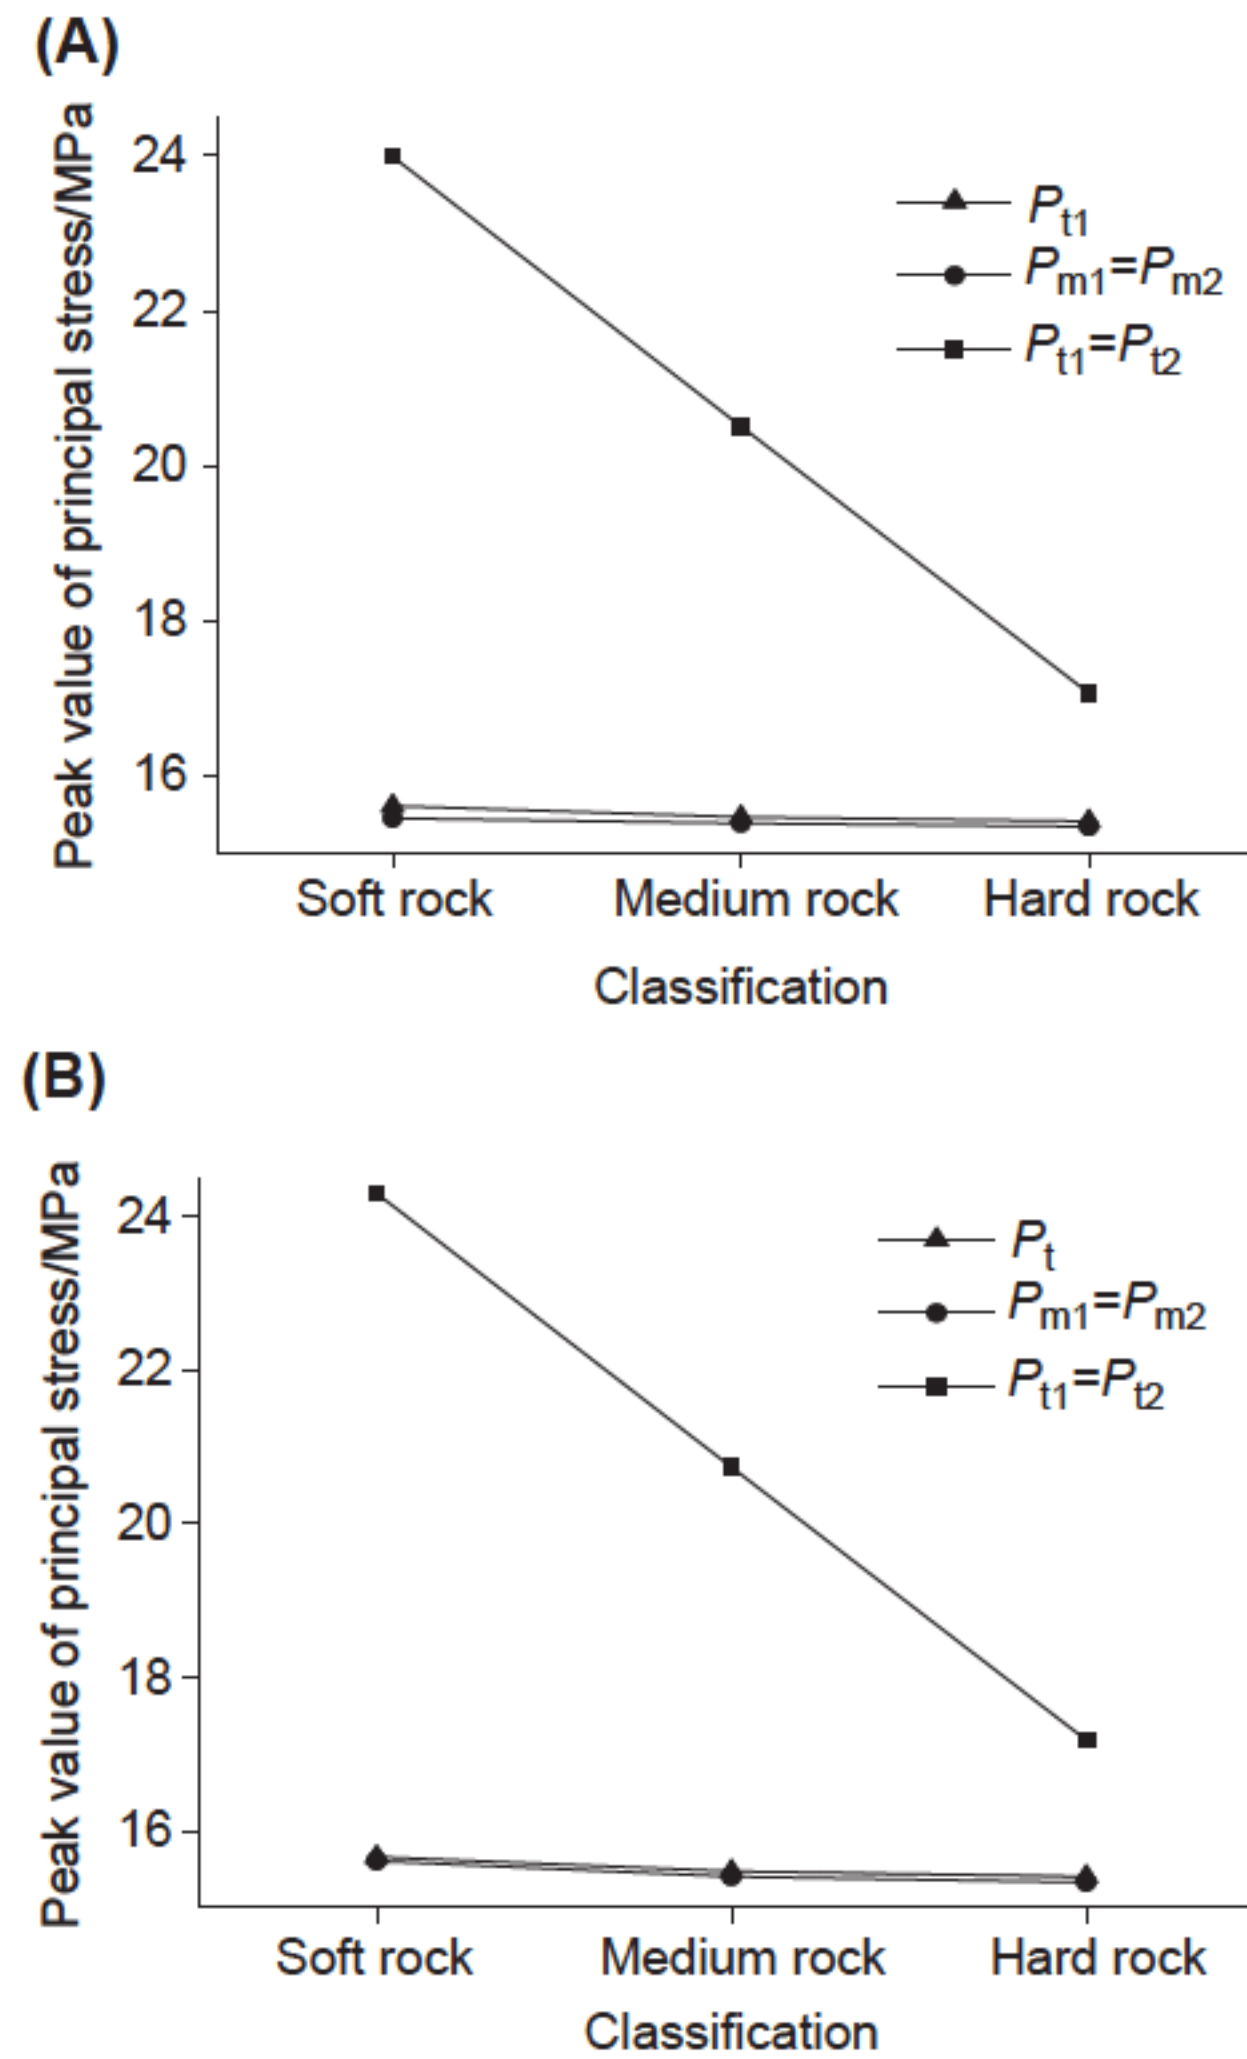 (A)
Peak value of principal stress/MPa
24
22
20
18
16
Pt1
Pm1=Pm2
Pt1=Pt2
Soft rock Medium rock Hard rock
Classification
(B)
Peak value of principal stress/MPa
24
22
20
18
16
Pt
Pm1=Pm2
Pt1=Pt2
Soft rock Medium rock Hard rock
Classification